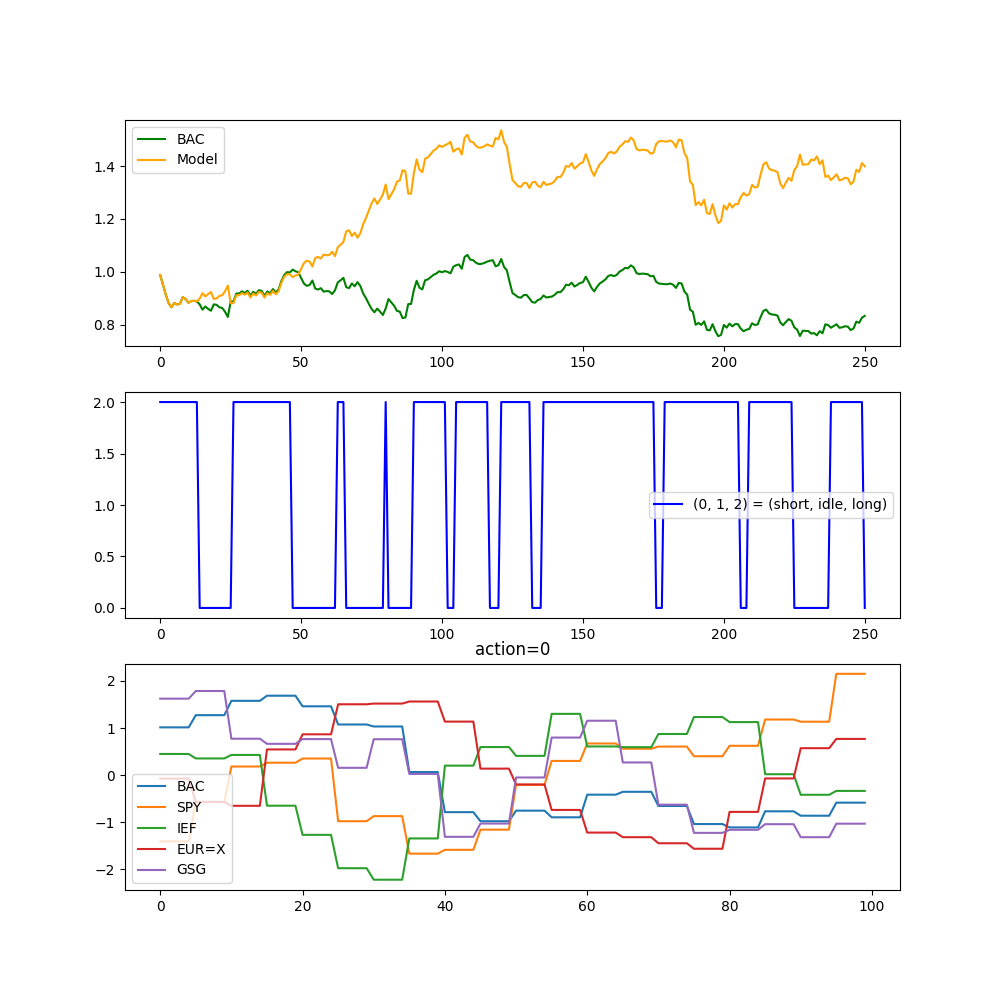 BAC
Model
1.4
1.2
1.0
0.8
0 50 100 150 200 250
2.0
1.5
1.0
0.5
0.0
(0, 1, 2) = (short, idle, long)
0 50 100 150 200 250
action=0
2
1
0
−1
−2
BAC
SPY
IEF
EUR=X
GSG
0 20 40 60 80 100